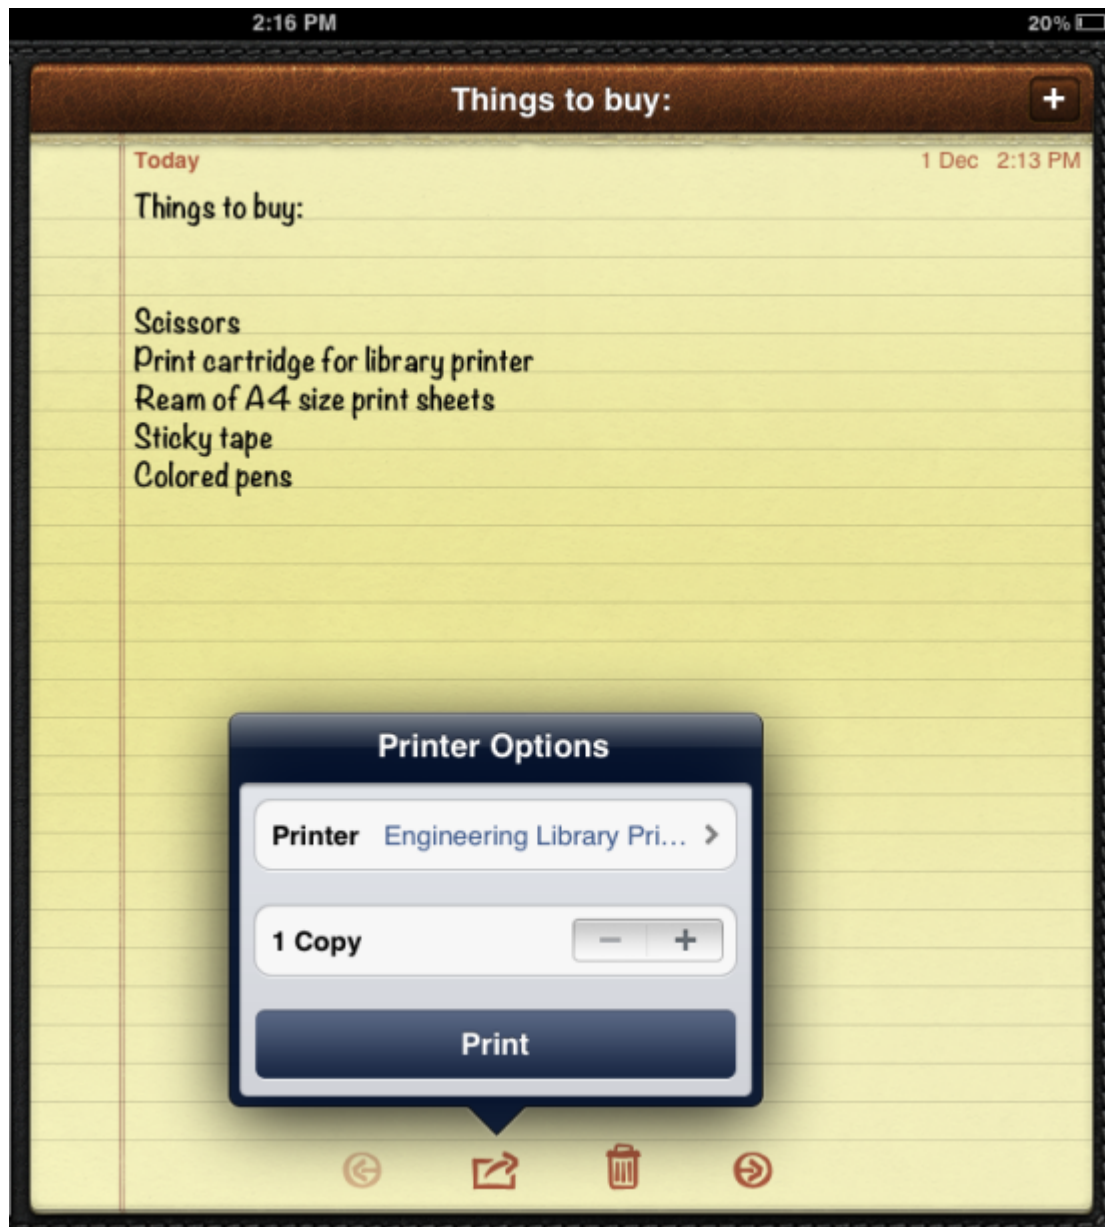 2:16 PM 20%
Things to buy: +
Today 1 Dec 2:13 PM
Things to buy:
Scissors
Print cartridge for library printer
Ream of A4 size print sheets
Sticky tape
Colored pens
Printer Options
Printer Engineering Library Pri...
1 Copy − +
Print